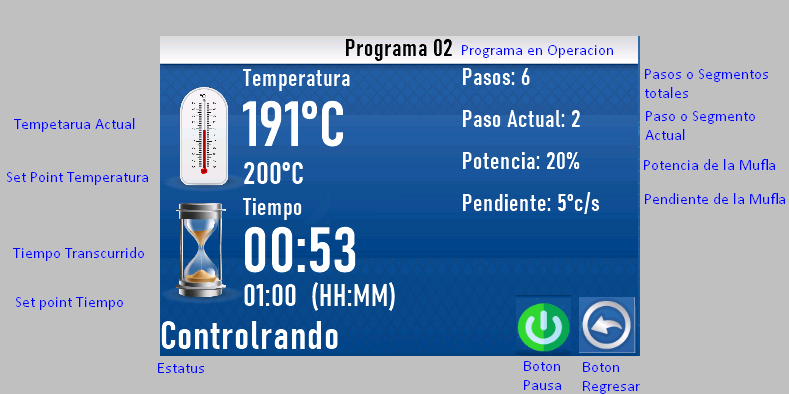 Programa 02 Programa en Operacion
Temperatura
Pasos: 6
Pasos o Segmentos
totales
Tempetarua Actual
191°C
Paso Actual: 2
Paso o Segmento
Actual
Set Point Temperatura
200°C
Potencia: 20%
Potencia de la Mufla
Tiempo
Pendiente: 5°c/s
Pendiente de la Mufla
Tiempo Transcurrido
00:53
Set point Tiempo
01:00 (HH:MM)
Controlrando
Estatus
Boton
Pausa
Boton
Regresar